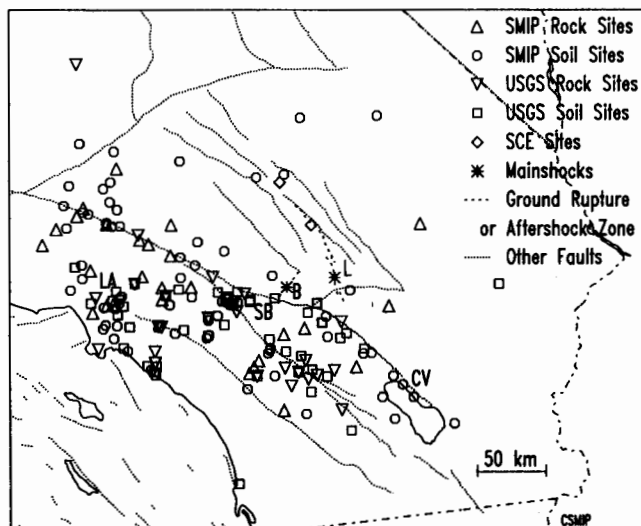 SMIP Rock Sites
SMIP Soil Sites
USGS Rock Sites
USGS Soil Sites
SCE Sites
Mainshocks
Ground Rupture
or Aftershock Zone
Other Faults
L
LA
B
SB
CV
50 km
CSMIP